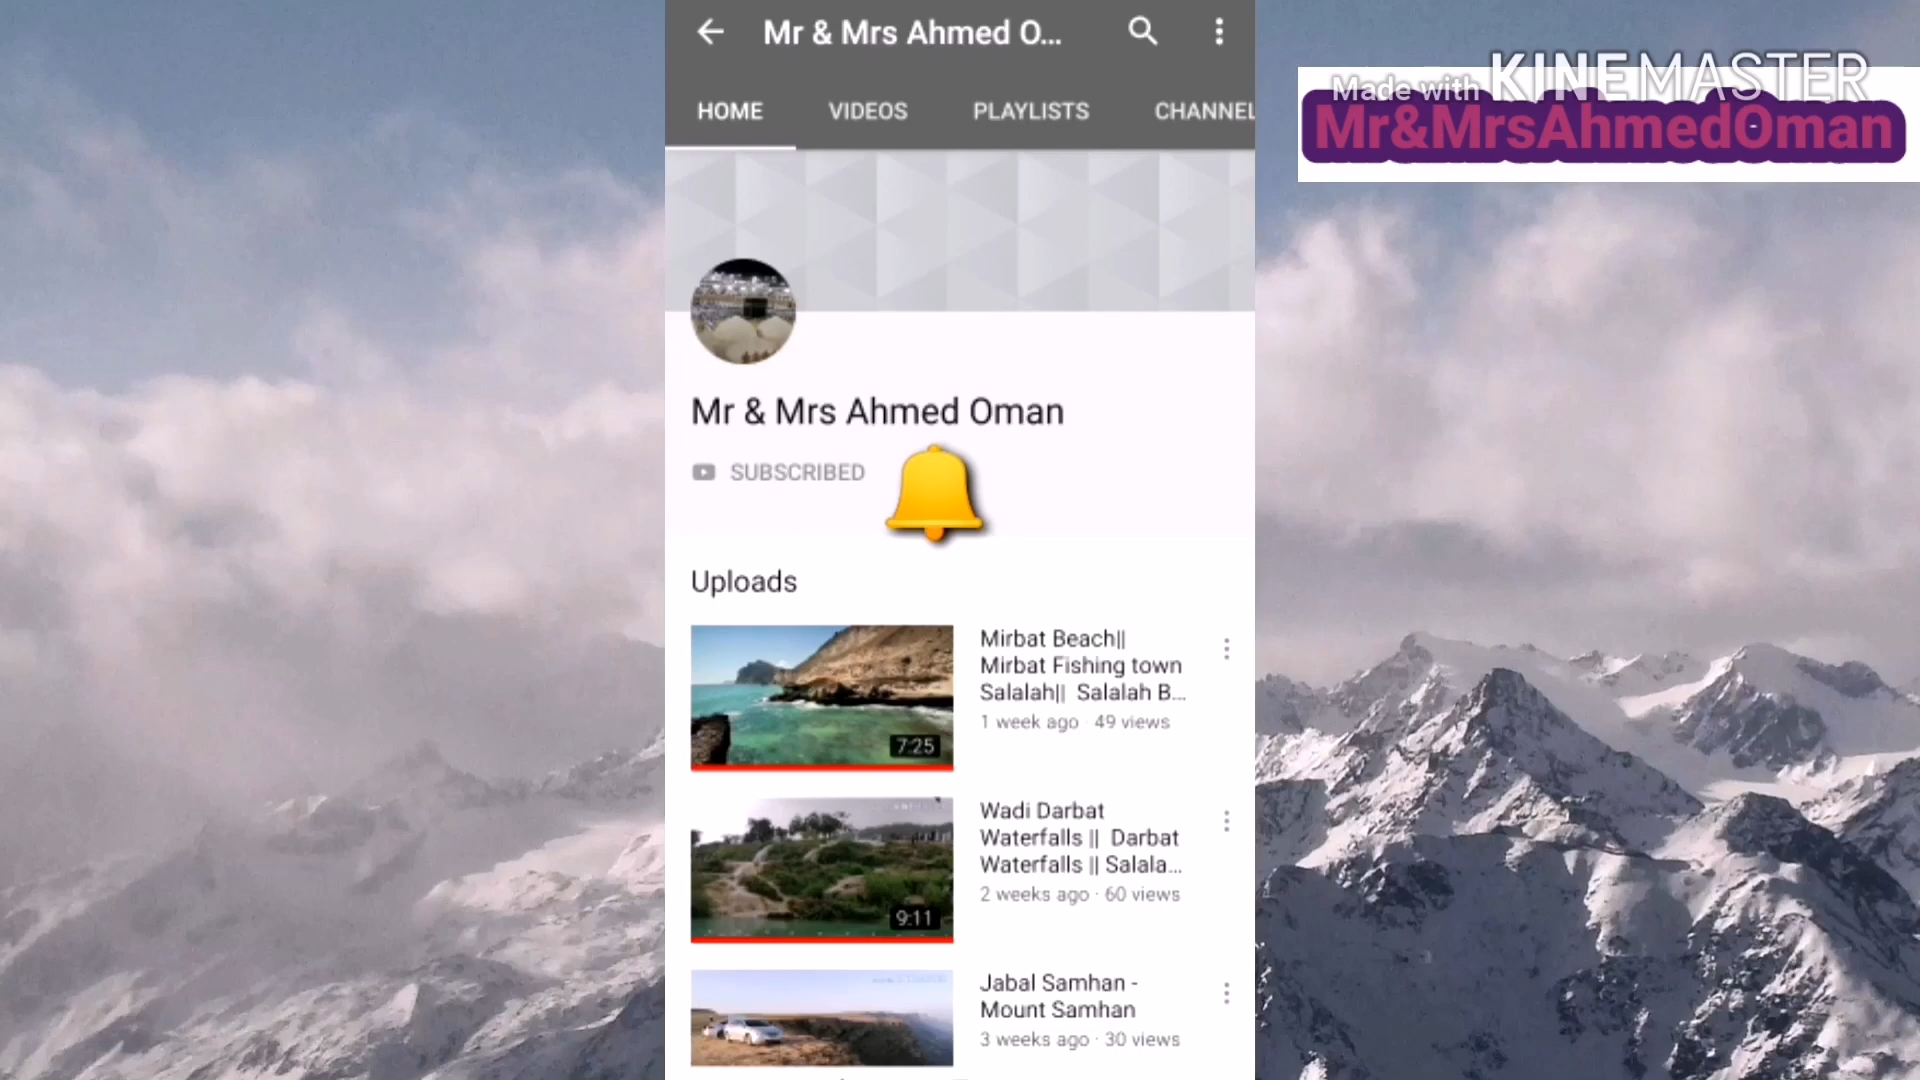 Mr & Mrs Ahmed O...
HOME VIDEOS PLAYLISTS CHANNEL
Made with KINEMASTER
Mr&MrsAhmedOman
Mr & Mrs Ahmed Oman
SUBSCRIBED
Uploads
Mirbat Beach||
Mirbat Fishing town
Salalah|| Salalah B...
1 week ago · 49 views
7:25
Wadi Darbat
Waterfalls || Darbat
Waterfalls || Salala...
2 weeks ago · 60 views
9:11
Jabal Samhan -
Mount Samhan
3 weeks ago · 30 views